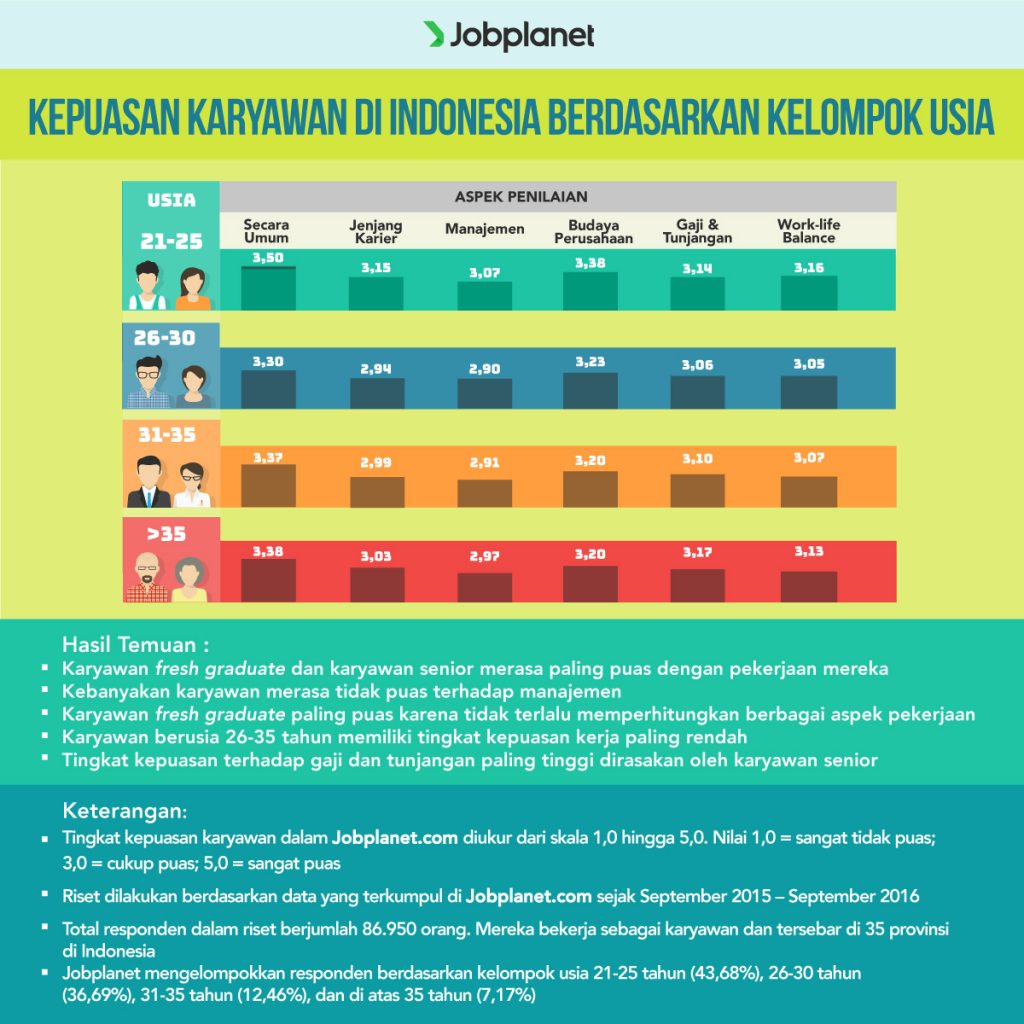 Jobplanet
KEPUASAN KARYAWAN DI INDONESIA BERDASARKAN KELOMPOK USIA
USIA
ASPEK PENILAIAN
Secara Umum
Jenjang Karier
Manajemen
Budaya Perusahaan
Gaji & Tunjangan
Work-life Balance
21-25
3,50 3,15 3,07 3,38 3,14 3,16
26-30
3,30 2,94 2,90 3,23 3,06 3,05
31-35
3,37 2,99 2,91 3,20 3,10 3,07
>35
3,38 3,03 2,97 3,20 3,17 3,13
Hasil Temuan :
▪ Karyawan fresh graduate dan karyawan senior merasa paling puas dengan pekerjaan mereka
▪ Kebanyakan karyawan merasa tidak puas terhadap manajemen
▪ Karyawan fresh graduate paling puas karena tidak terlalu memperhitungkan berbagai aspek pekerjaan
▪ Karyawan berusia 26-35 tahun memiliki tingkat kepuasan kerja paling rendah
▪ Tingkat kepuasan terhadap gaji dan tunjangan paling tinggi dirasakan oleh karyawan senior
Keterangan:
▪ Tingkat kepuasan karyawan dalam Jobplanet.com diukur dari skala 1,0 hingga 5,0. Nilai 1,0 = sangat tidak puas;
3,0 = cukup puas; 5,0 = sangat puas
▪ Riset dilakukan berdasarkan data yang terkumpul di Jobplanet.com sejak September 2015 – September 2016
▪ Total responden dalam riset berjumlah 86.950 orang. Mereka bekerja sebagai karyawan dan tersebar di 35 provinsi
di Indonesia
▪ Jobplanet mengelompokkan responden berdasarkan kelompok usia 21-25 tahun (43,68%), 26-30 tahun
(36,69%), 31-35 tahun (12,46%), dan di atas 35 tahun (7,17%)